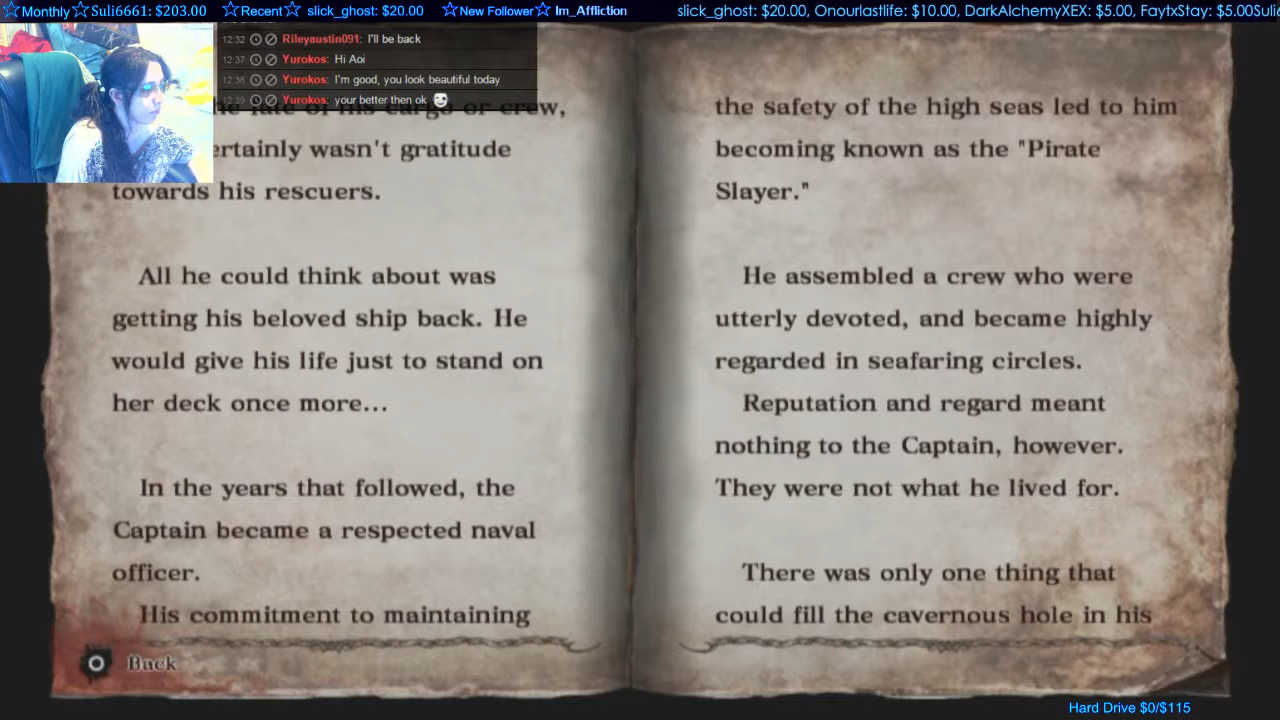 Monthly Suli6661: $203.00 Recent slick_ghost: $20.00 New Follower Im_Affliction slick_ghost: $20.00, Onourlastlife: $10.00, DarkAlchemyXEX: $5.00, FaytxStay: $5.00Suli
12:32 Rileyaustin091: I'll be back
12:37 Yurokos: Hi Aoi
12:38 Yurokos: I'm good, you look beautiful today
12:39 Yurokos: your better then ok
of his cargo or crew,
ertainly wasn't gratitude
towards his rescuers.
All he could think about was
getting his beloved ship back. He
would give his life just to stand on
her deck once more...
In the years that followed, the
Captain became a respected naval
officer.
His commitment to maintaining
the safety of the high seas led to him
becoming known as the "Pirate
Slayer."
He assembled a crew who were
utterly devoted, and became highly
regarded in seafaring circles.
Reputation and regard meant
nothing to the Captain, however.
They were not what he lived for.
There was only one thing that
could fill the cavernous hole in his
Back
Hard Drive $0/$115